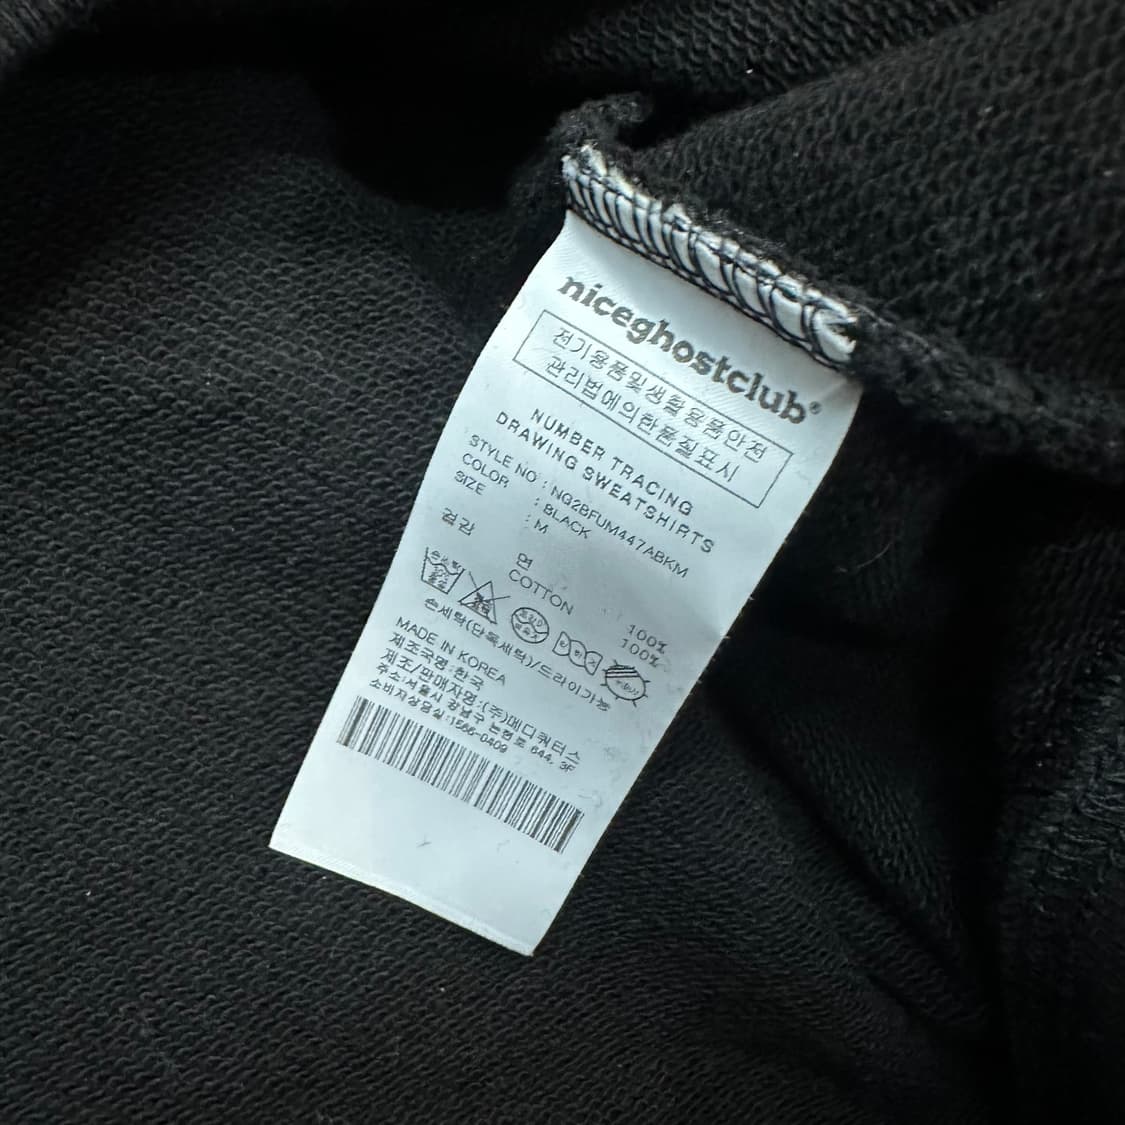 niceghostclub®
전기용품및생활용품안전
관리법에의한품질표시
NUMBER TRACING
DRAWING SWEATSHIRTS
STYLE NO : NG2BFUM447ABKM
COLOR : BLACK
SIZE : M
겉감 면 100%
COTTON 100%
손세탁(단독세탁)/드라이가능
MADE IN KOREA
제조국명:한국
제조/판매자명:(주)메디쿼터스
주소:서울시 강남구 논현로 644, 3F
소비자상담실:1566-0409